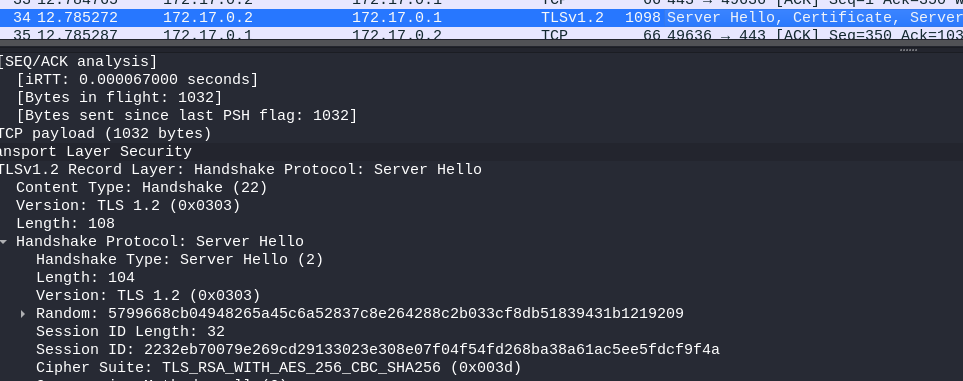 33 12.784765 172.17.0.2 172.17.0.1 TCP 66 443 → 49636 [ACK] Seq=1 Ack=350 W
34 12.785272 172.17.0.2 172.17.0.1 TLSv1.2 1098 Server Hello, Certificate, Server
35 12.785287 172.17.0.1 172.17.0.2 TCP 66 49636 → 443 [ACK] Seq=350 Ack=103
[SEQ/ACK analysis]
[iRTT: 0.000067000 seconds]
[Bytes in flight: 1032]
[Bytes sent since last PSH flag: 1032]
TCP payload (1032 bytes)
ansport Layer Security
TLSv1.2 Record Layer: Handshake Protocol: Server Hello
Content Type: Handshake (22)
Version: TLS 1.2 (0x0303)
Length: 108
Handshake Protocol: Server Hello
Handshake Type: Server Hello (2)
Length: 104
Version: TLS 1.2 (0x0303)
Random: 5799668cb04948265a45c6a52837c8e264288c2b033cf8db51839431b1219209
Session ID Length: 32
Session ID: 2232eb70079e269cd29133023e308e07f04f54fd268ba38a61ac5ee5fdcf9f4a
Cipher Suite: TLS_RSA_WITH_AES_256_CBC_SHA256 (0x003d)